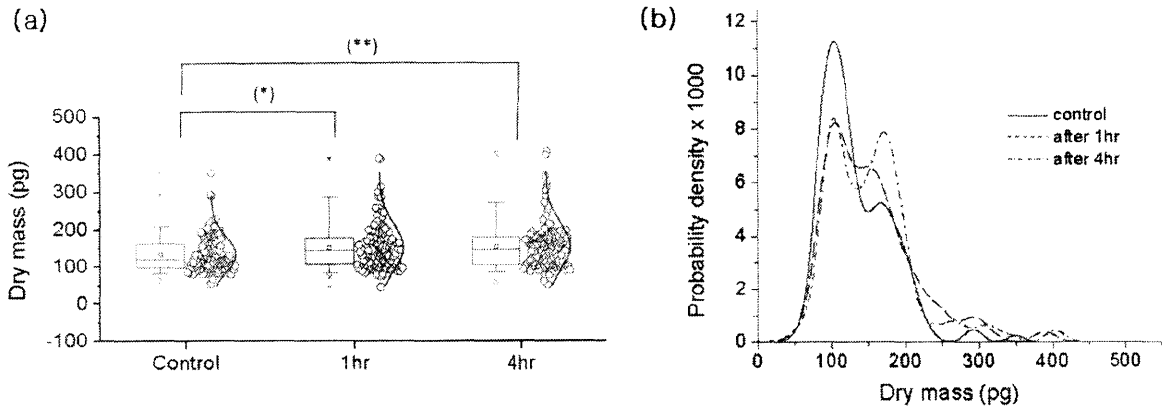 (a)
(**)
(*)
500
400
300
200
100
0
-100
Dry mass (pg)
Control
1hr
4hr
(b)
12
10
8
6
4
2
0
Probability density x 1000
control
after 1hr
after 4hr
0
100
200
300
400
500
Dry mass (pg)